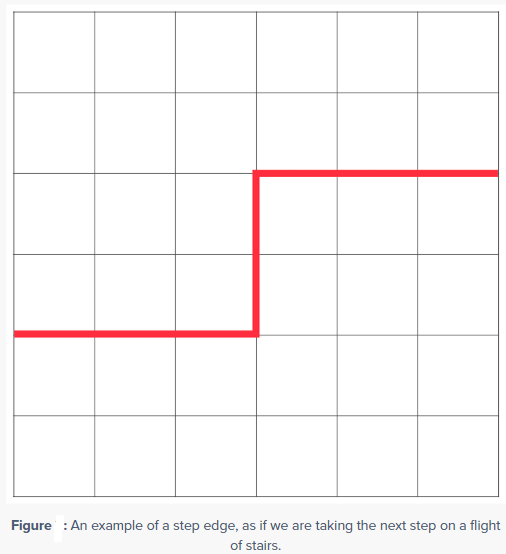 Figure : An example of a step edge, as if we are taking the next step on a flight
of stairs.